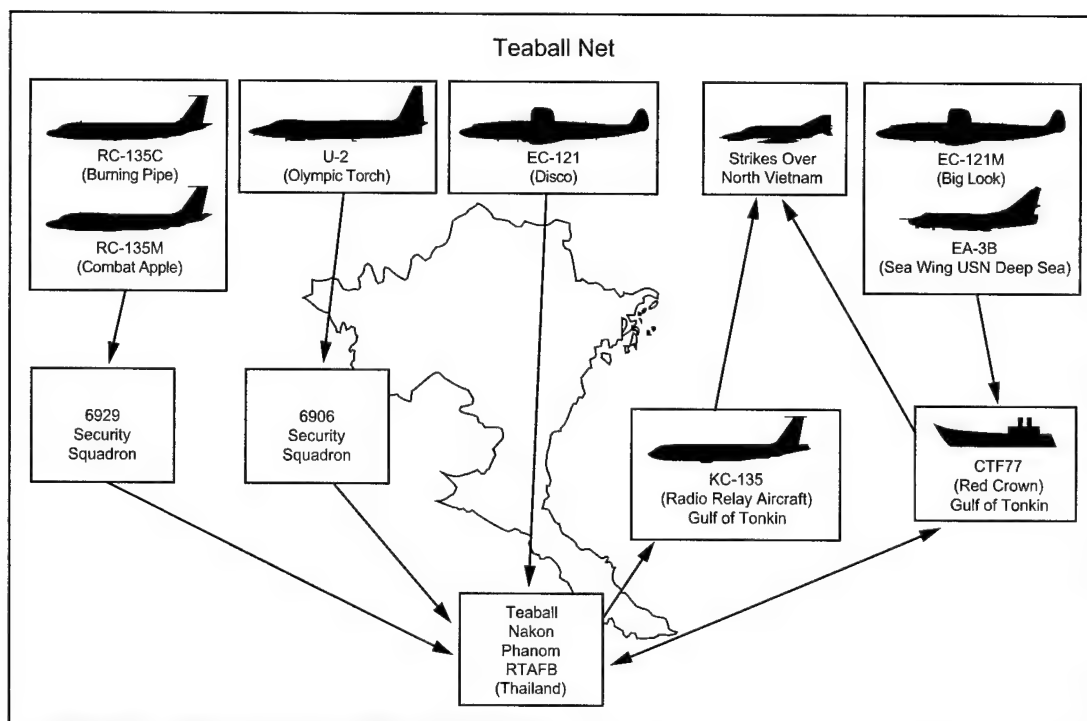 Teaball Net
RC-135C
(Burning Pipe)
RC-135M
(Combat Apple)
U-2
(Olympic Torch)
EC-121
(Disco)
Strikes Over
North Vietnam
EC-121M
(Big Look)
EA-3B
(Sea Wing USN Deep Sea)
6929
Security
Squadron
6906
Security
Squadron
KC-135
(Radio Relay Aircraft)
Gulf of Tonkin
CTF77
(Red Crown)
Gulf of Tonkin
Teaball
Nakon
Phanom
RTAFB
(Thailand)